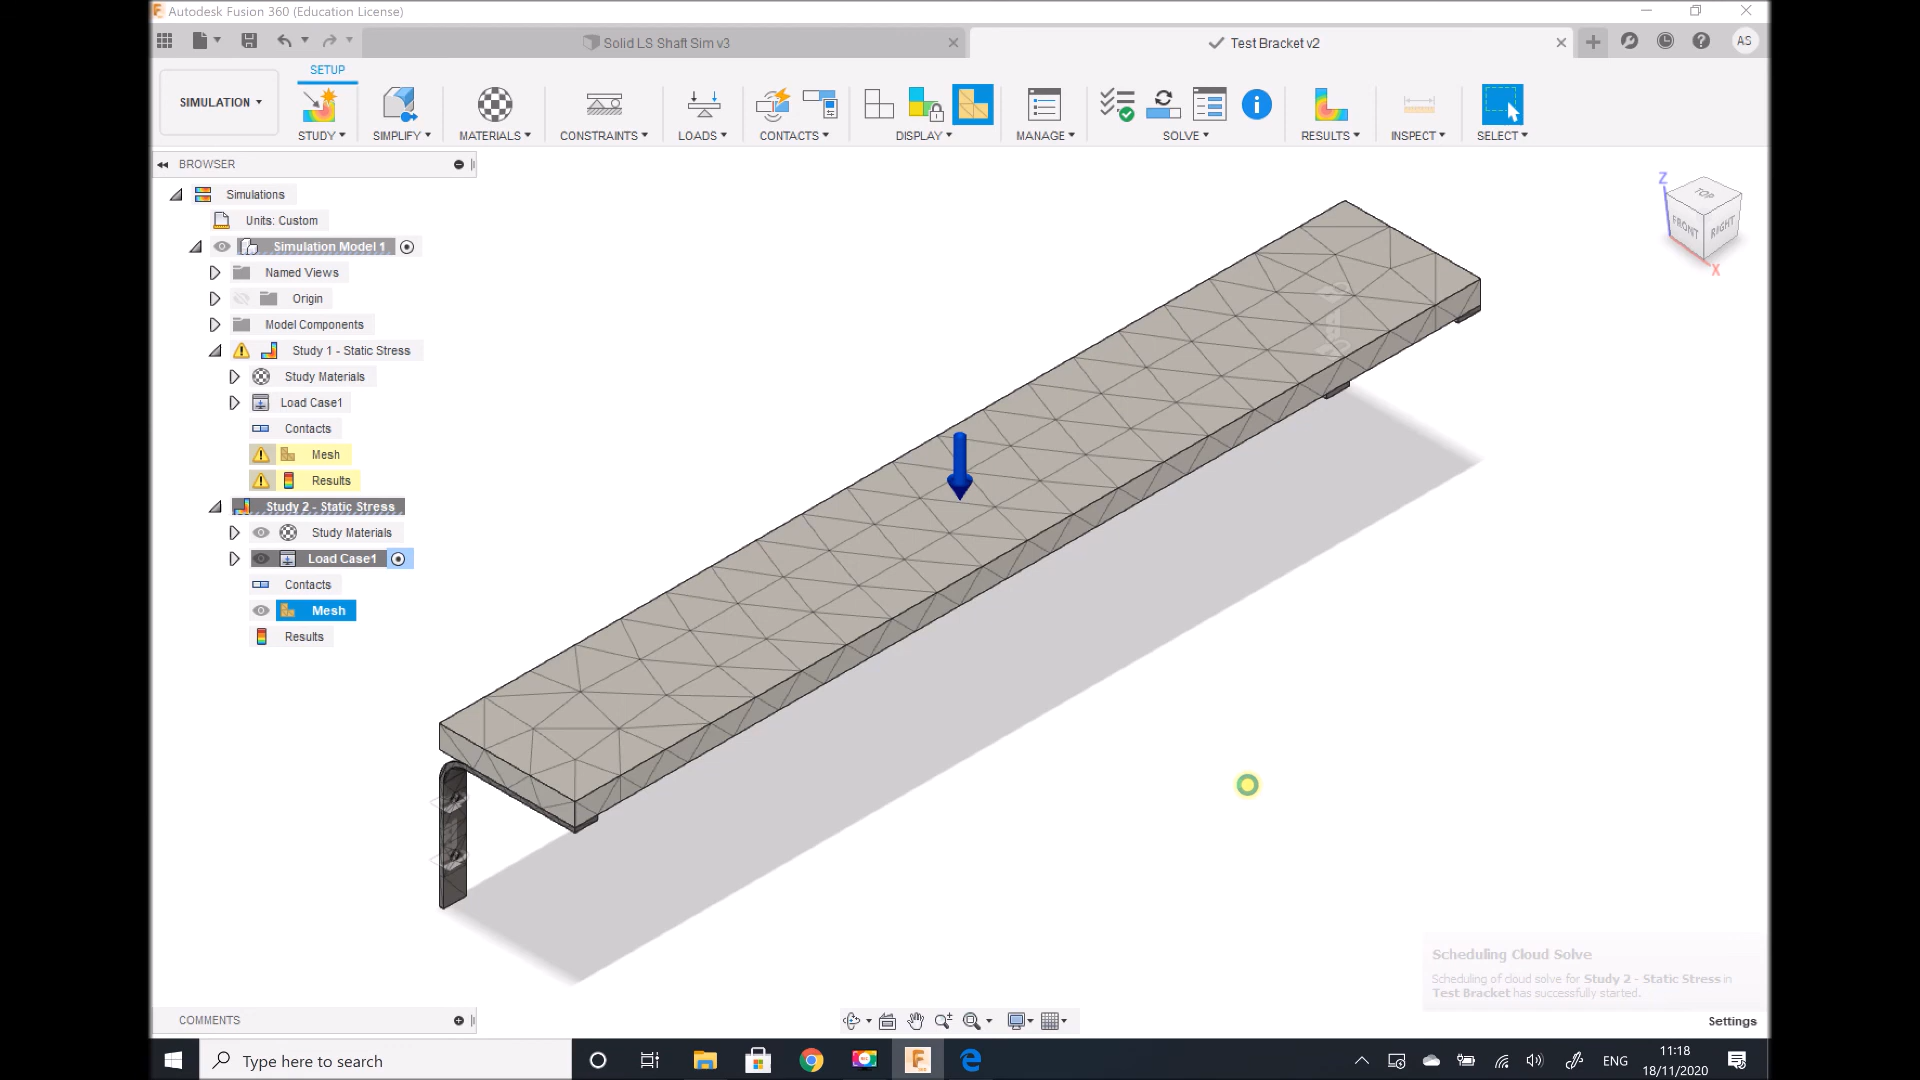 Autodesk Fusion 360 (Education License)
Solid LS Shaft Sim v3
Test Bracket v2
AS
SETUP
SIMULATION
STUDY
SIMPLIFY
MATERIALS
CONSTRAINTS
LOADS
CONTACTS
DISPLAY
MANAGE
SOLVE
RESULTS
INSPECT
SELECT
BROWSER
Simulations
Units: Custom
Simulation Model 1
Named Views
Origin
Model Components
Study 1 - Static Stress
Study Materials
Load Case1
Contacts
Mesh
Results
Study 2 - Static Stress
Study Materials
Load Case1
Contacts
Mesh
Results
Z
TOP
FRONT
RIGHT
X
Scheduling Cloud Solve
Scheduling of cloud solve for Study 2 - Static Stress in
Test Bracket has successfully started.
COMMENTS
Settings
Type here to search
ENG
11:18
18/11/2020